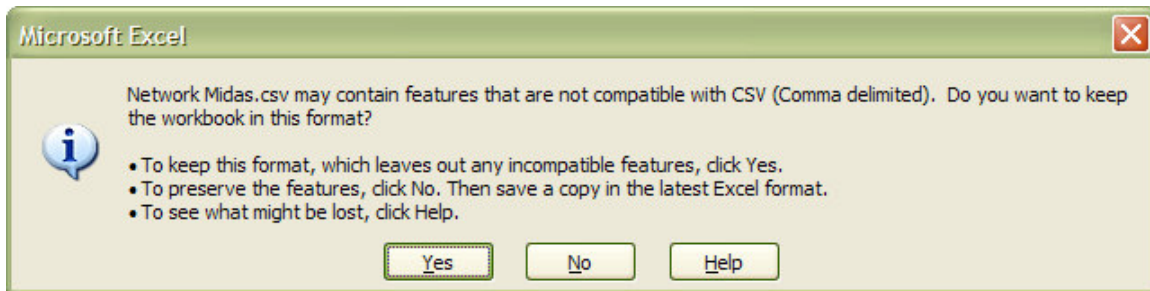 Microsoft Excel
Network Midas.csv may contain features that are not compatible with CSV (Comma delimited).  Do you want to keep
the workbook in this format?
• To keep this format, which leaves out any incompatible features, click Yes.
• To preserve the features, click No. Then save a copy in the latest Excel format.
• To see what might be lost, click Help.
Yes No Help